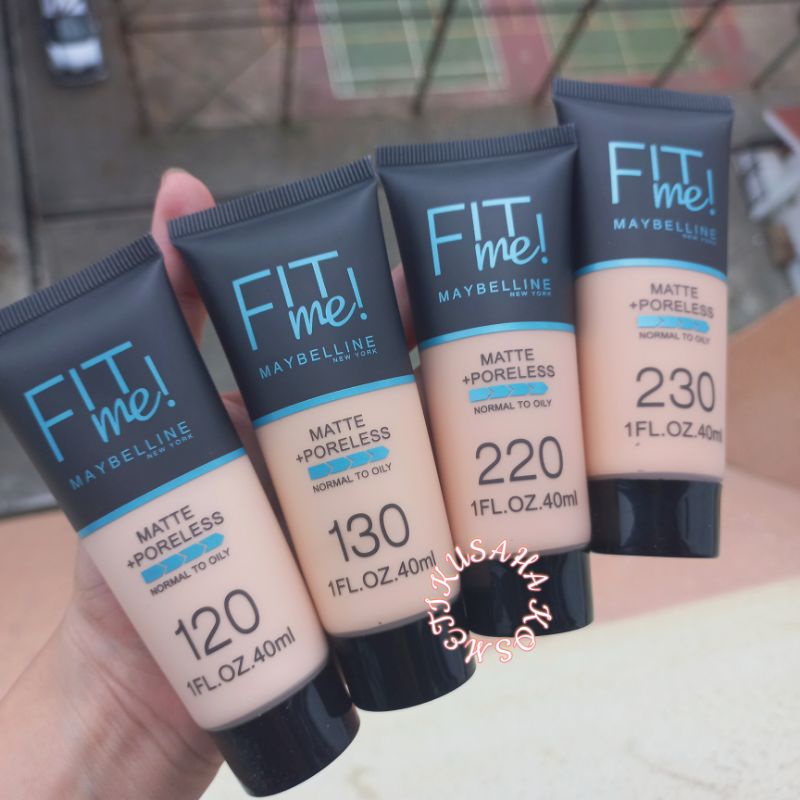 FIT
me!
MAYBELLINE
NEW YORK
MATTE
+PORELESS
NORMAL TO OILY
120
1FL.OZ.40ml
FIT
me!
MAYBELLINE
NEW YORK
MATTE
+PORELESS
NORMAL TO OILY
130
1FL.OZ.40ml
FIT
me!
MAYBELLINE
NEW YORK
MATTE
+PORELESS
NORMAL TO OILY
220
1FL.OZ.40ml
FIT
me!
MAYBELLINE
NEW YORK
MATTE
+PORELESS
NORMAL TO OILY
230
1FL.OZ.40ml
USAHA KOSMETIK